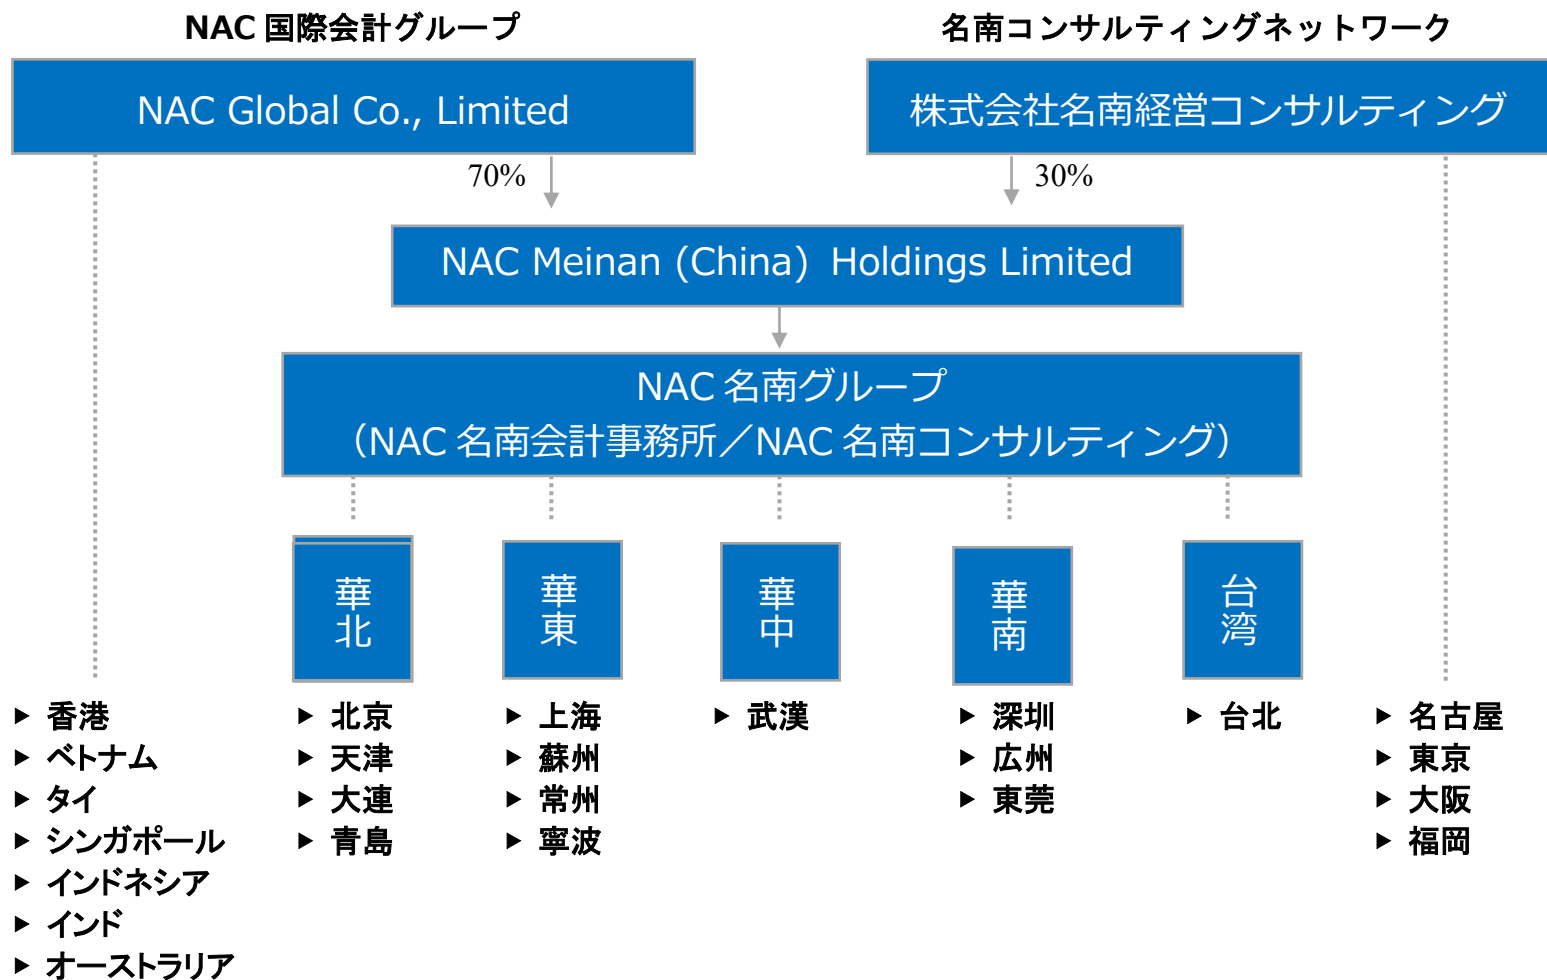 NAC 国際会計グループ
名南コンサルティングネットワーク
NAC Global Co., Limited
株式会社名南経営コンサルティング
70%
30%
NAC Meinan (China) Holdings Limited
NAC 名南グループ
（NAC 名南会計事務所／NAC 名南コンサルティング）
華北
華東
華中
華南
台湾
▶ 香港
▶ ベトナム
▶ タイ
▶ シンガポール
▶ インドネシア
▶ インド
▶ オーストラリア
▶ 北京
▶ 天津
▶ 大連
▶ 青島
▶ 上海
▶ 蘇州
▶ 常州
▶ 寧波
▶ 武漢
▶ 深圳
▶ 広州
▶ 東莞
▶ 台北
▶ 名古屋
▶ 東京
▶ 大阪
▶ 福岡